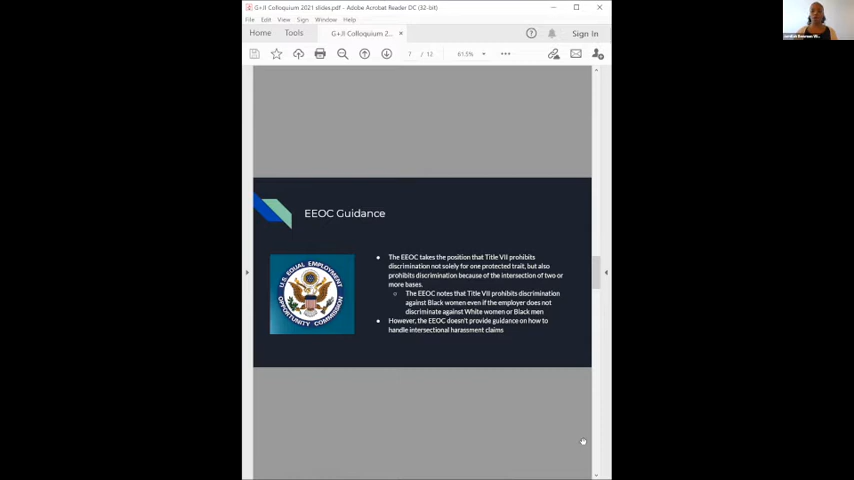 G+JI Colloquium 2021 slides.pdf - Adobe Acrobat Reader DC (32-bit)
File Edit View Sign Window Help
Home Tools G+JI Colloquium 2... × Sign In
7 / 12 61.5%
EEOC Guidance
U.S. EQUAL EMPLOYMENT
OPPORTUNITY COMMISSION
The EEOC takes the position that Title VII prohibits
discrimination not solely for one protected trait, but also
prohibits discrimination because of the intersection of two or
more bases.
The EEOC notes that Title VII prohibits discrimination
against Black women even if the employer does not
discriminate against White women or Black men
However, the EEOC doesn't provide guidance on how to
handle intersectional harassment claims